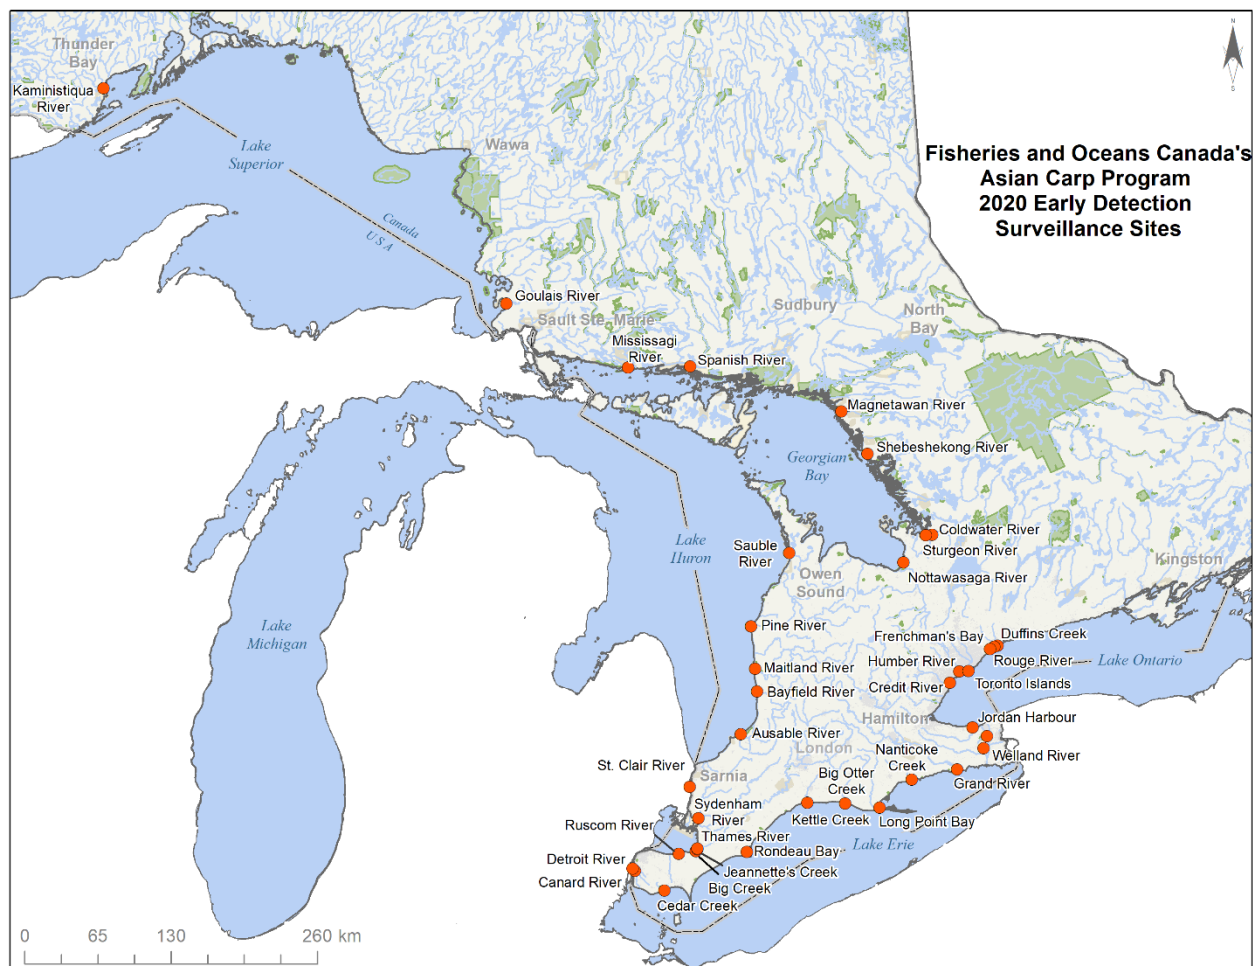 Thunder
Bay
Kaministiqua
River
N
S
Lake
Superior
Wawa
Canada
USA
Fisheries and Oceans Canada's
Asian Carp Program
2020 Early Detection
Surveillance Sites
Goulais River
Sault Ste. Marie
Sudbury
North
Bay
Mississagi
River
Spanish River
Magnetawan River
Shebeshekong River
Georgian
Bay
Coldwater River
Sturgeon River
Nottawasaga River
Kingston
Lake
Huron
Sauble
River
Owen
Sound
Lake
Michigan
Pine River
Maitland River
Bayfield River
Ausable River
Frenchman's Bay
Duffins Creek
Rouge River
Humber River
Toronto Islands
Credit River
Lake Ontario
Hamilton
Jordan Harbour
Welland River
London
Nanticoke
Creek
Grand River
Big Otter
Creek
Kettle Creek
Long Point Bay
St. Clair River
Sarnia
Sydenham
River
Ruscom River
Thames River
Rondeau Bay
Lake Erie
Detroit River
Jeannette's Creek
Canard River
Big Creek
Cedar Creek
0 65 130 260 km